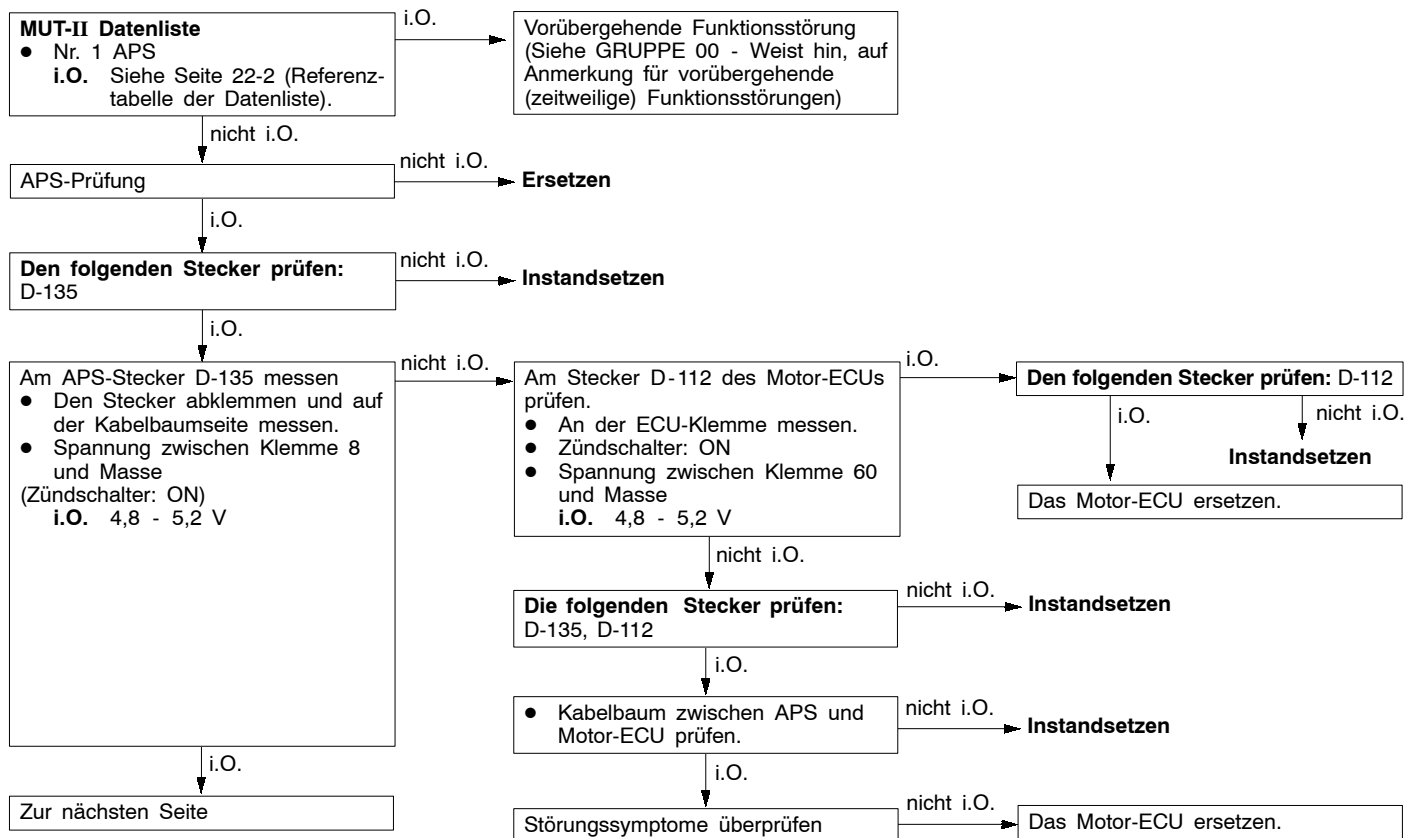 MUT-II Datenliste
● Nr. 1 APS
i.O. Siehe Seite 22-2 (Referenz-
tabelle der Datenliste).
i.O.
Vorübergehende Funktionsstörung
(Siehe GRUPPE 00 - Weist hin, auf
Anmerkung für vorübergehende
(zeitweilige) Funktionsstörungen)
nicht i.O.
APS-Prüfung
nicht i.O.
Ersetzen
i.O.
Den folgenden Stecker prüfen:
D-135
nicht i.O.
Instandsetzen
i.O.
Am APS-Stecker D-135 messen
● Den Stecker abklemmen und auf
der Kabelbaumseite messen.
● Spannung zwischen Klemme 8
und Masse
(Zündschalter: ON)
i.O. 4,8 - 5,2 V
nicht i.O.
Am Stecker D-112 des Motor-ECUs
prüfen.
● An der ECU-Klemme messen.
● Zündschalter: ON
● Spannung zwischen Klemme 60
und Masse
i.O. 4,8 - 5,2 V
i.O.
Den folgenden Stecker prüfen: D-112
i.O.
nicht i.O.
Instandsetzen
Das Motor-ECU ersetzen.
nicht i.O.
Die folgenden Stecker prüfen:
D-135, D-112
nicht i.O.
Instandsetzen
i.O.
● Kabelbaum zwischen APS und
Motor-ECU prüfen.
nicht i.O.
Instandsetzen
i.O.
Zur nächsten Seite
i.O.
Störungssymptome überprüfen
nicht i.O.
Das Motor-ECU ersetzen.